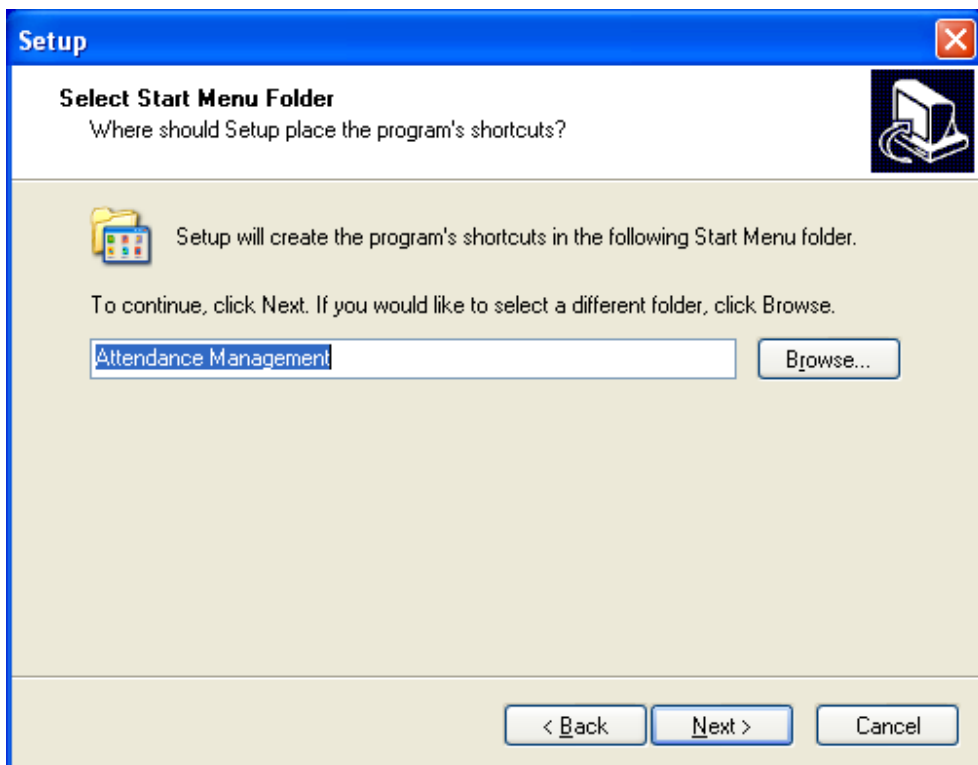 Setup
Select Start Menu Folder
Where should Setup place the program's shortcuts?
Setup will create the program's shortcuts in the following Start Menu folder.
To continue, click Next. If you would like to select a different folder, click Browse.
Attendance Management
Browse...
< Back
Next >
Cancel